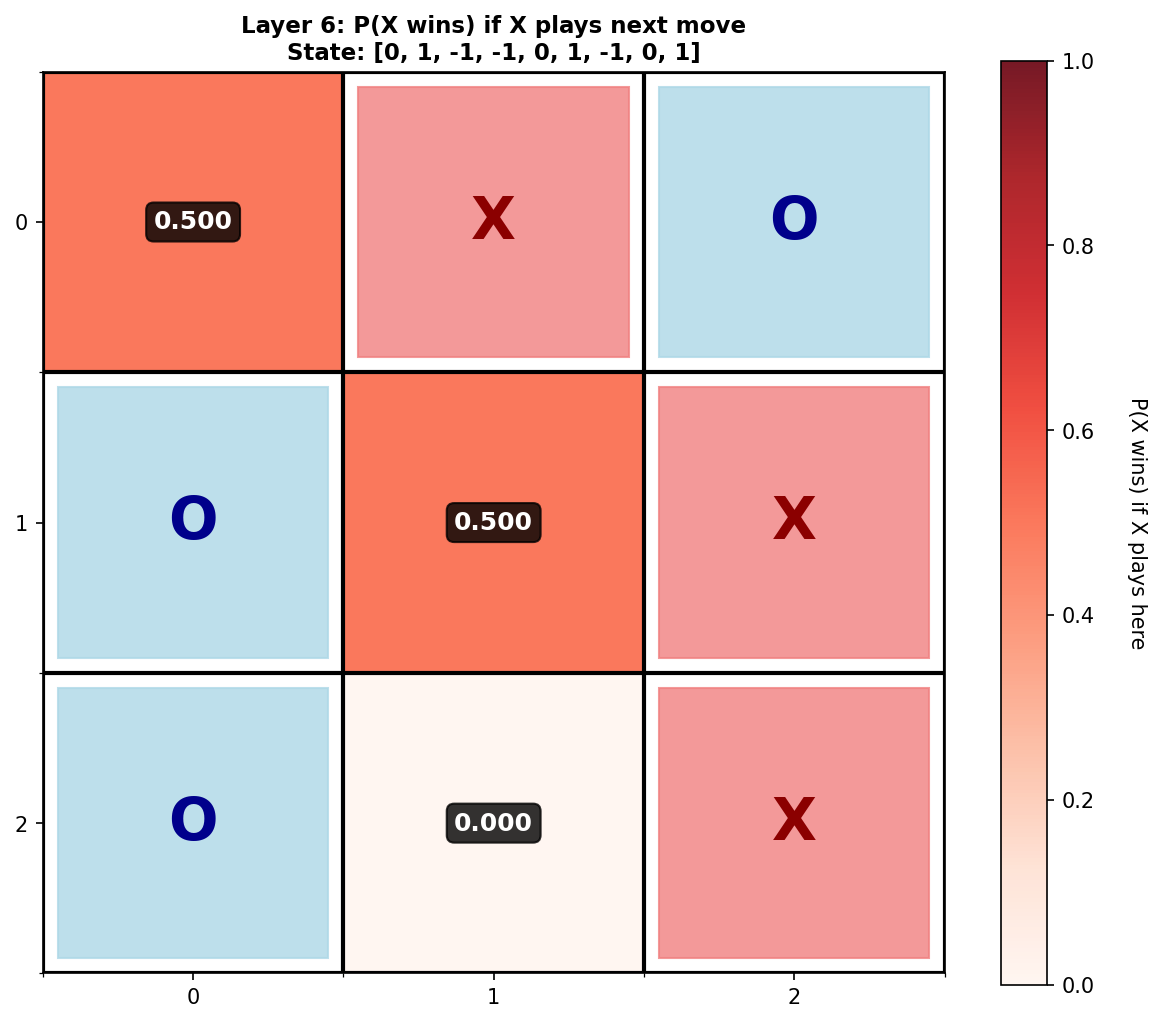 Layer 6: P(X wins) if X plays next move
State: [0, 1, -1, -1, 0, 1, -1, 0, 1]
0
0.500
X
O
1
O
0.500
X
2
O
0.000
X
0
1
2
1.0
0.8
0.6
0.4
0.2
0.0
P(X wins) if X plays here